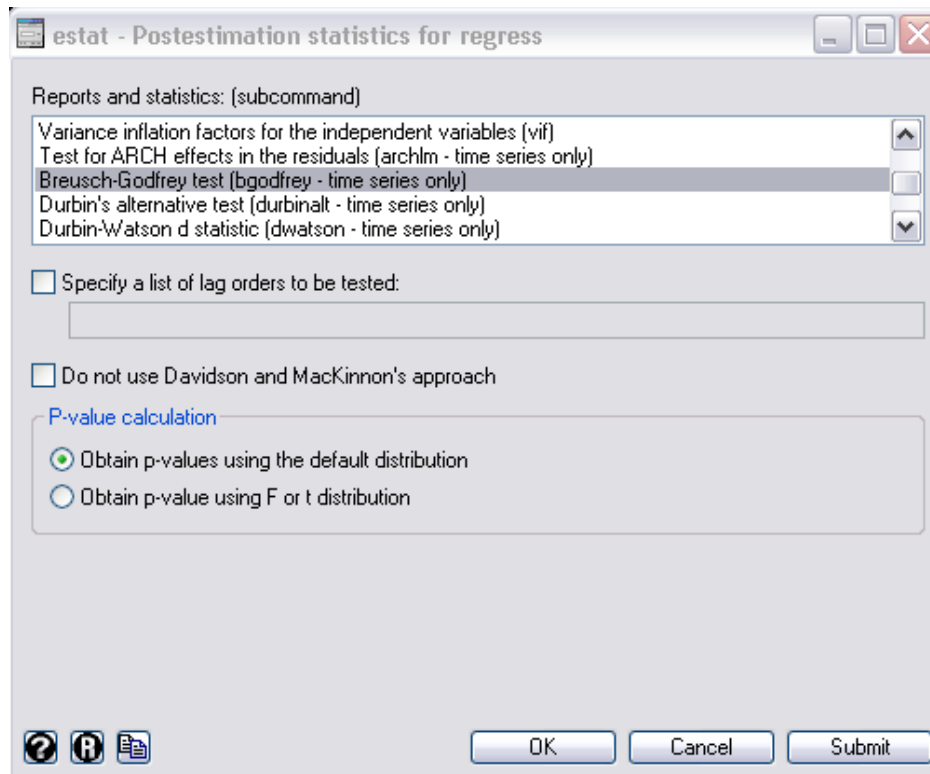 estat - Postestimation statistics for regress
Reports and statistics: (subcommand)
Variance inflation factors for the independent variables (vif)
Test for ARCH effects in the residuals (archlm - time series only)
Breusch-Godfrey test (bgodfrey - time series only)
Durbin's alternative test (durbinalt - time series only)
Durbin-Watson d statistic (dwatson - time series only)
Specify a list of lag orders to be tested:
Do not use Davidson and MacKinnon's approach
P-value calculation
Obtain p-values using the default distribution
Obtain p-value using F or t distribution
? R OK Cancel Submit